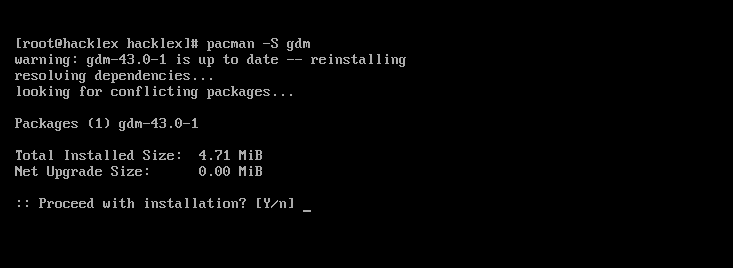 [root@hacklex hacklex]# pacman -S gdm
warning: gdm-43.0-1 is up to date -- reinstalling
resolving dependencies...
looking for conflicting packages...
Packages (1) gdm-43.0-1
Total Installed Size:  4.71 MiB
Net Upgrade Size:      0.00 MiB
:: Proceed with installation? [Y/n] _